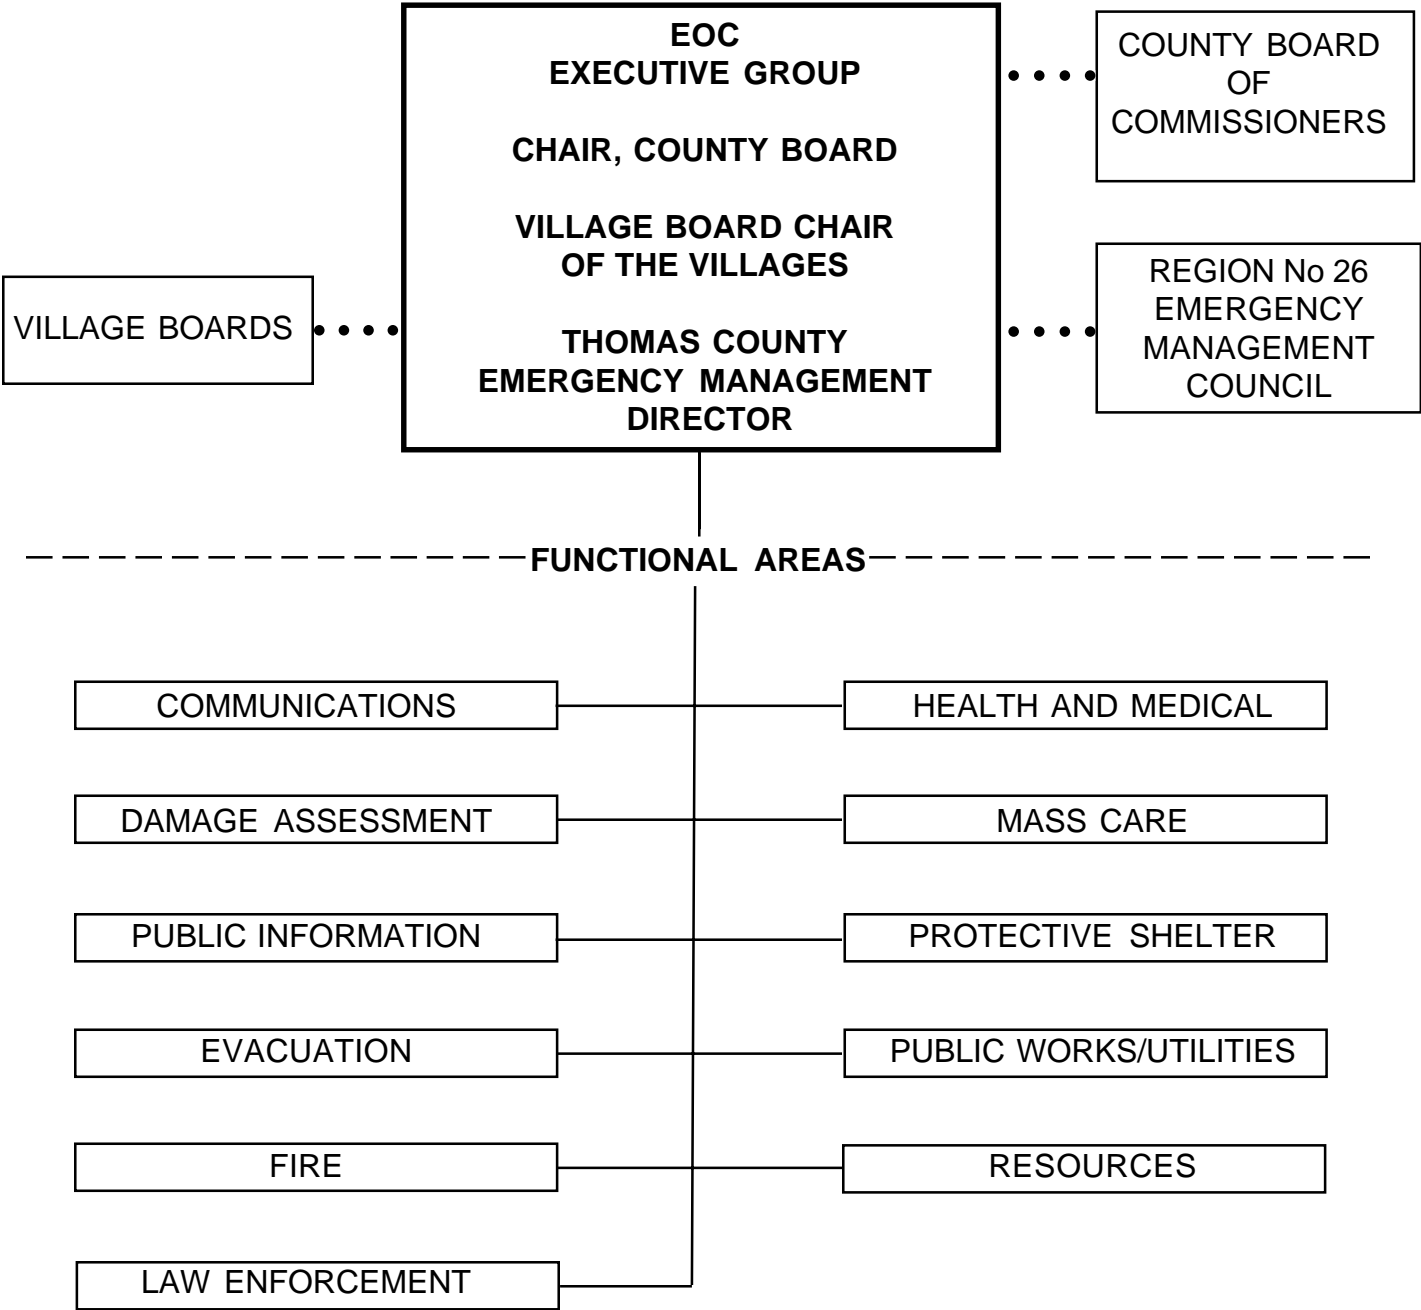 EOC
EXECUTIVE GROUP
CHAIR, COUNTY BOARD
VILLAGE BOARD CHAIR
OF THE VILLAGES
THOMAS COUNTY
EMERGENCY MANAGEMENT
DIRECTOR
COUNTY BOARD
OF
COMMISSIONERS
REGION No 26
EMERGENCY
MANAGEMENT
COUNCIL
VILLAGE BOARDS
FUNCTIONAL AREAS
COMMUNICATIONS
HEALTH AND MEDICAL
DAMAGE ASSESSMENT
MASS CARE
PUBLIC INFORMATION
PROTECTIVE SHELTER
EVACUATION
PUBLIC WORKS/UTILITIES
FIRE
RESOURCES
LAW ENFORCEMENT